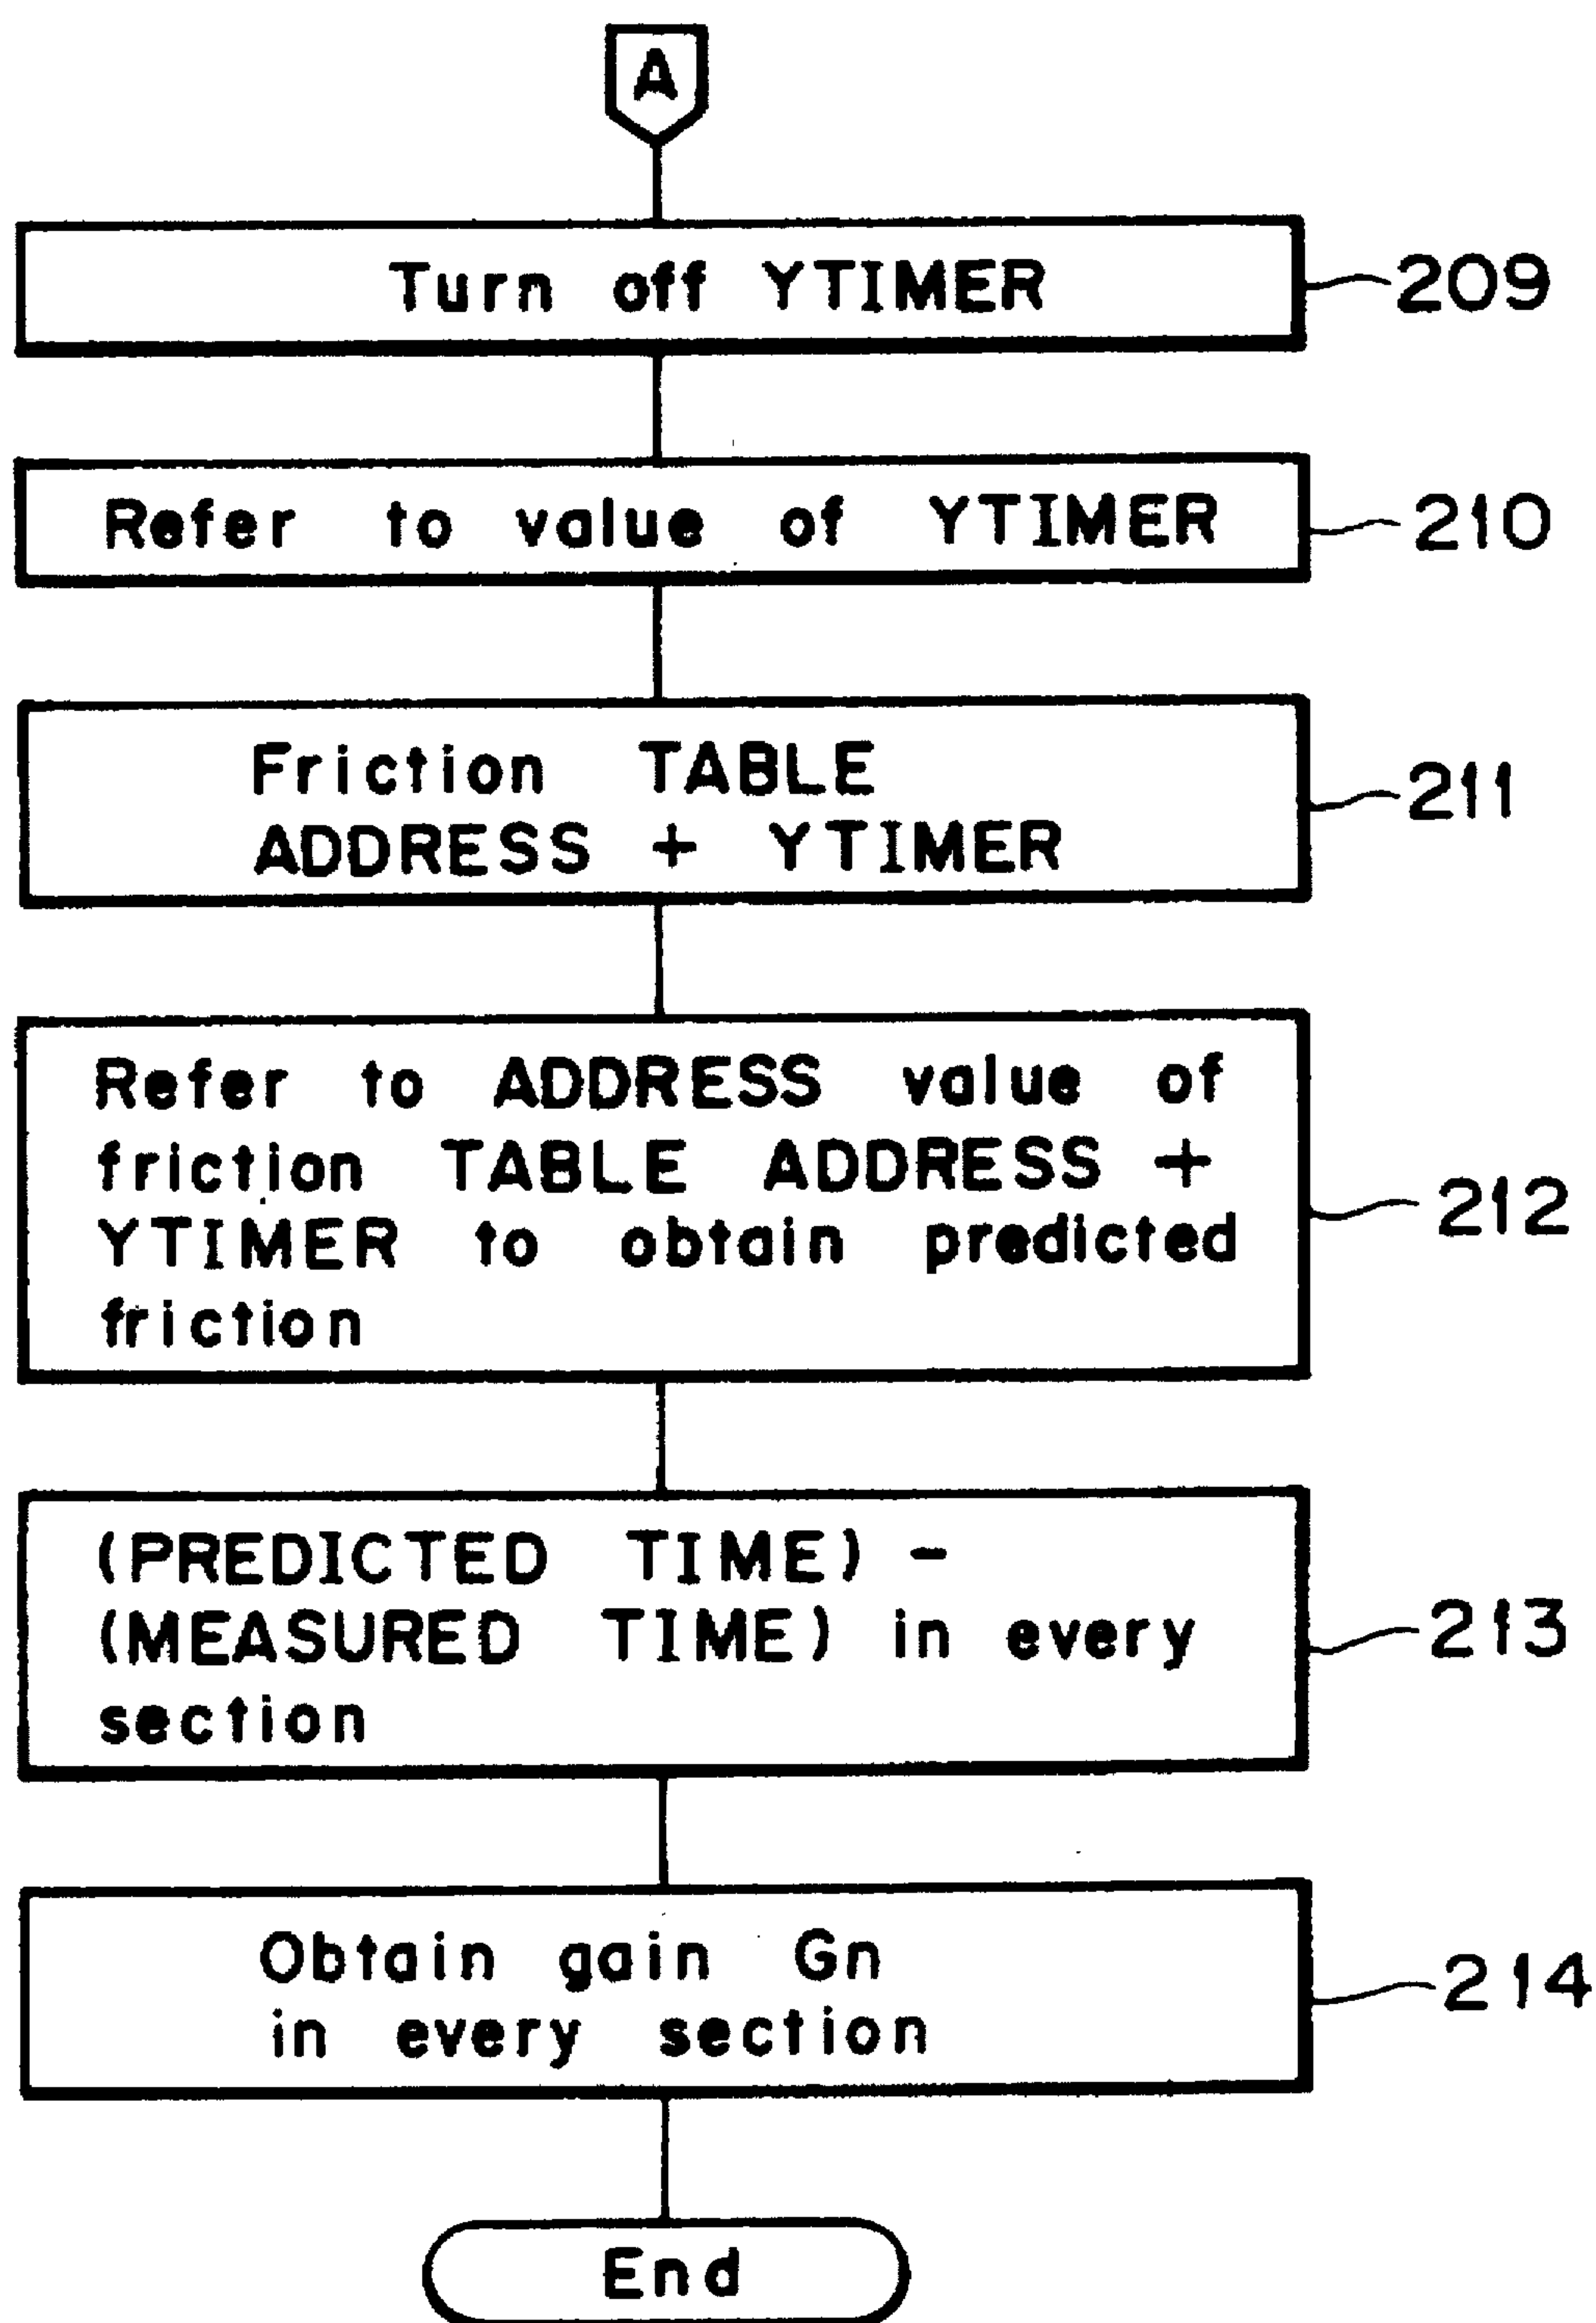 A
Turn off YTIMER
209
Refer to value of YTIMER
210
Friction TABLE
ADDRESS + YTIMER
211
Refer to ADDRESS value of
friction TABLE ADDRESS +
YTIMER to obtain predicted
friction
212
(PREDICTED TIME) -
(MEASURED TIME) in every
section
213
Obtain gain Gn
in every section
214
End